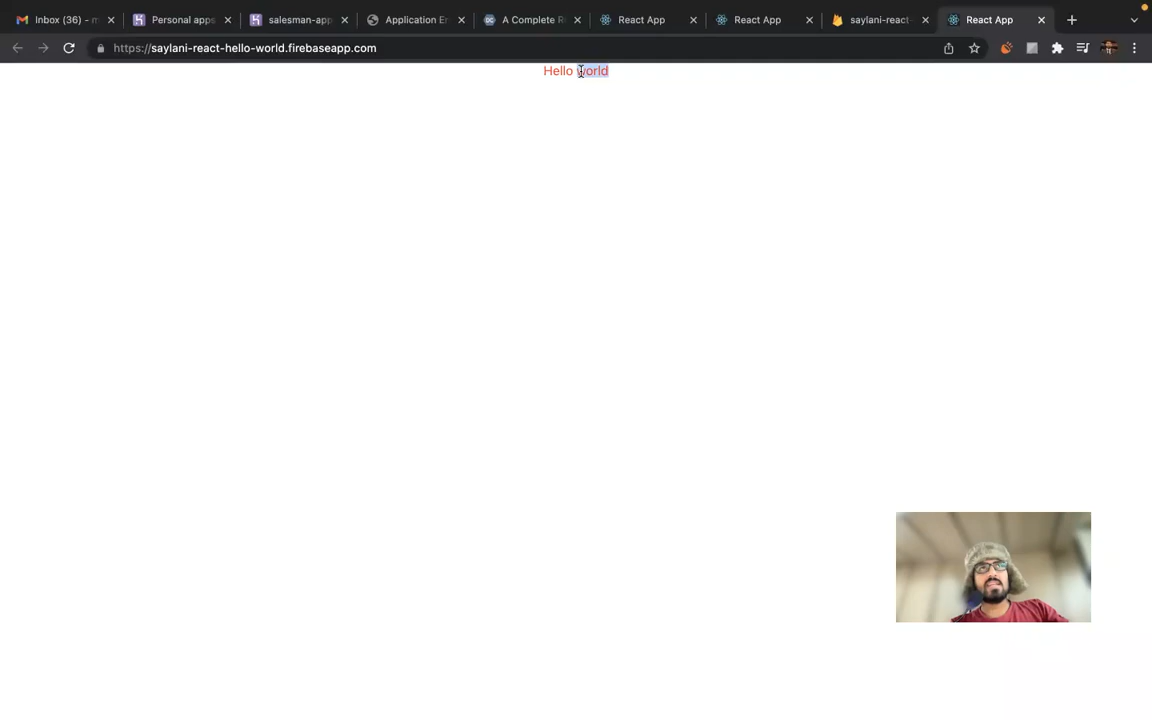 Inbox (36) - m
Personal apps
salesman-app
Application Er
A Complete R
React App
React App
saylani-react-
React App
https://saylani-react-hello-world.firebaseapp.com
Hello world